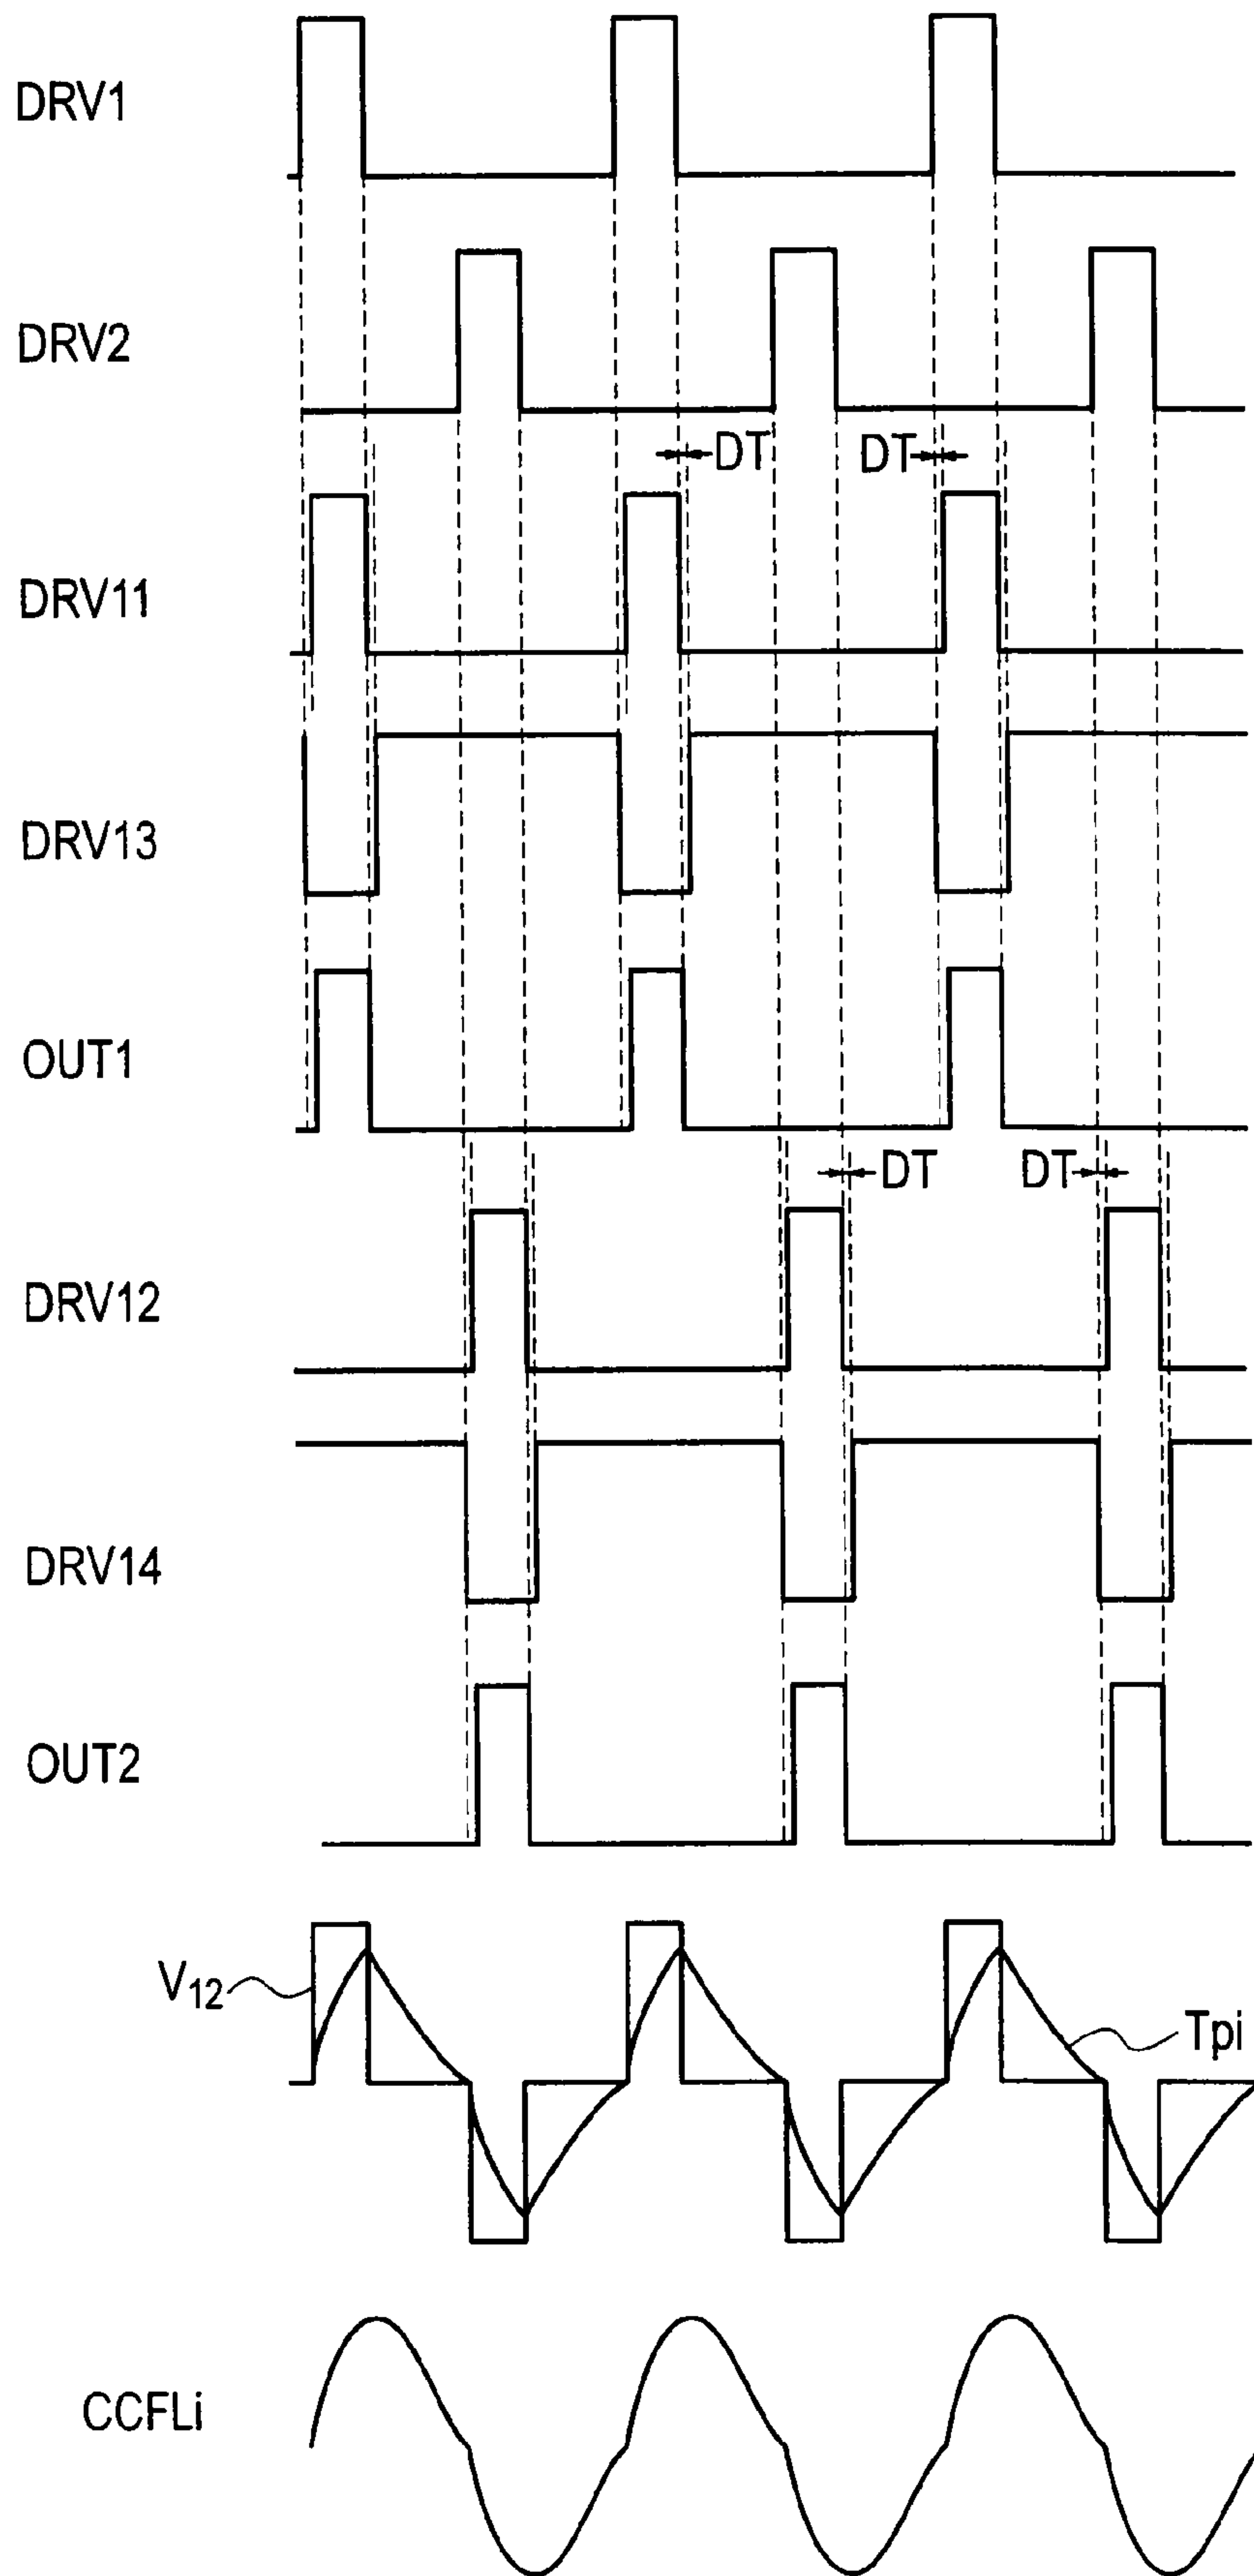 DRV1
DRV2
DT DT
DRV11
DRV13
OUT1
DT DT
DRV12
DRV14
OUT2
V12
Tpi
CCFLi